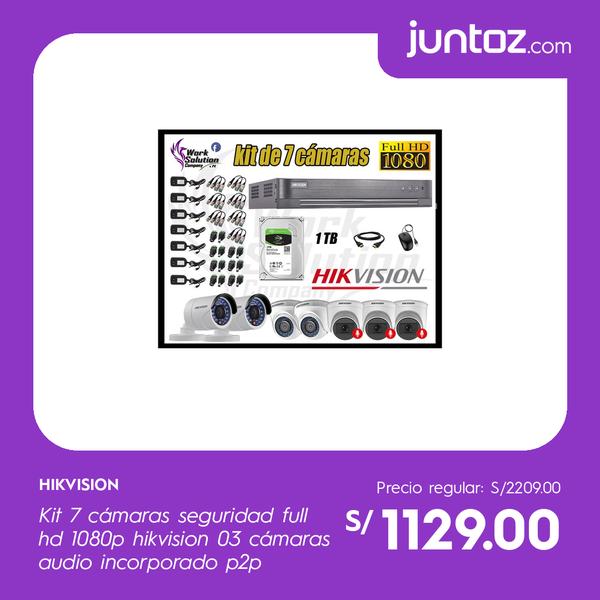 juntoz.com
Work
Solution
Company
kit de 7 cámaras
Full HD
1080
HIKVISION
1 TB
HIKVISION
HIKVISION
Kit 7 cámaras seguridad full
hd 1080p hikvision 03 cámaras
audio incorporado p2p
Precio regular: S/2209.00
S/ 1129.00